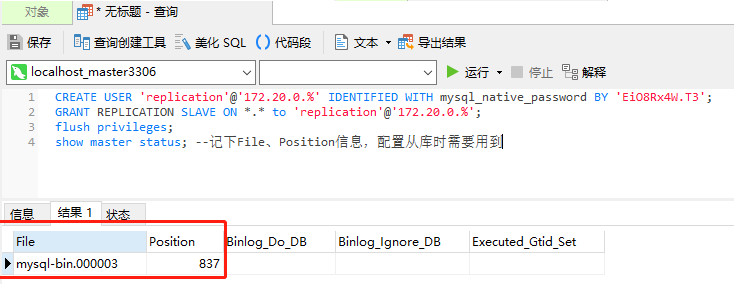 对象 * 无标题 - 查询
保存 查询创建工具 美化 SQL () 代码段 文本 导出结果
localhost_master3306 运行 停止 解释
1 CREATE USER 'replication'@'172.20.0.%' IDENTIFIED WITH mysql_native_password BY 'EiO8Rx4W.T3';
2 GRANT REPLICATION SLAVE ON *.* to 'replication'@'172.20.0.%';
3 flush privileges;
4 show master status; --记下File、Position信息，配置从库时需要用到
信息 结果 1 状态
File Position Binlog_Do_DB Binlog_Ignore_DB Executed_Gtid_Set
mysql-bin.000003 837